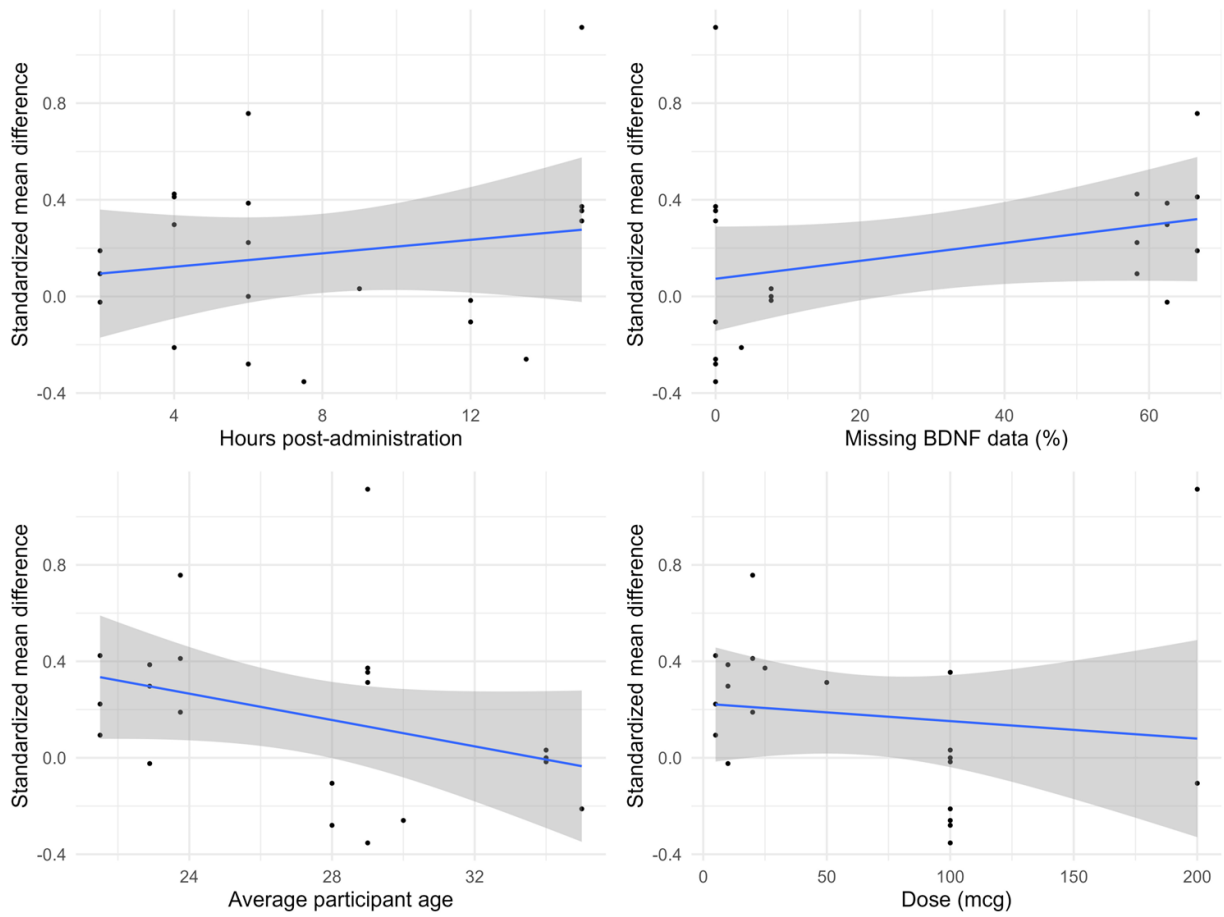 Standardized mean difference
0.8
0.4
0.0
-0.4
4 8 12
Hours post-administration
Standardized mean difference
0.8
0.4
0.0
-0.4
0 20 40 60
Missing BDNF data (%)
Standardized mean difference
0.8
0.4
0.0
-0.4
24 28 32
Average participant age
Standardized mean difference
0.8
0.4
0.0
-0.4
0 50 100 150 200
Dose (mcg)